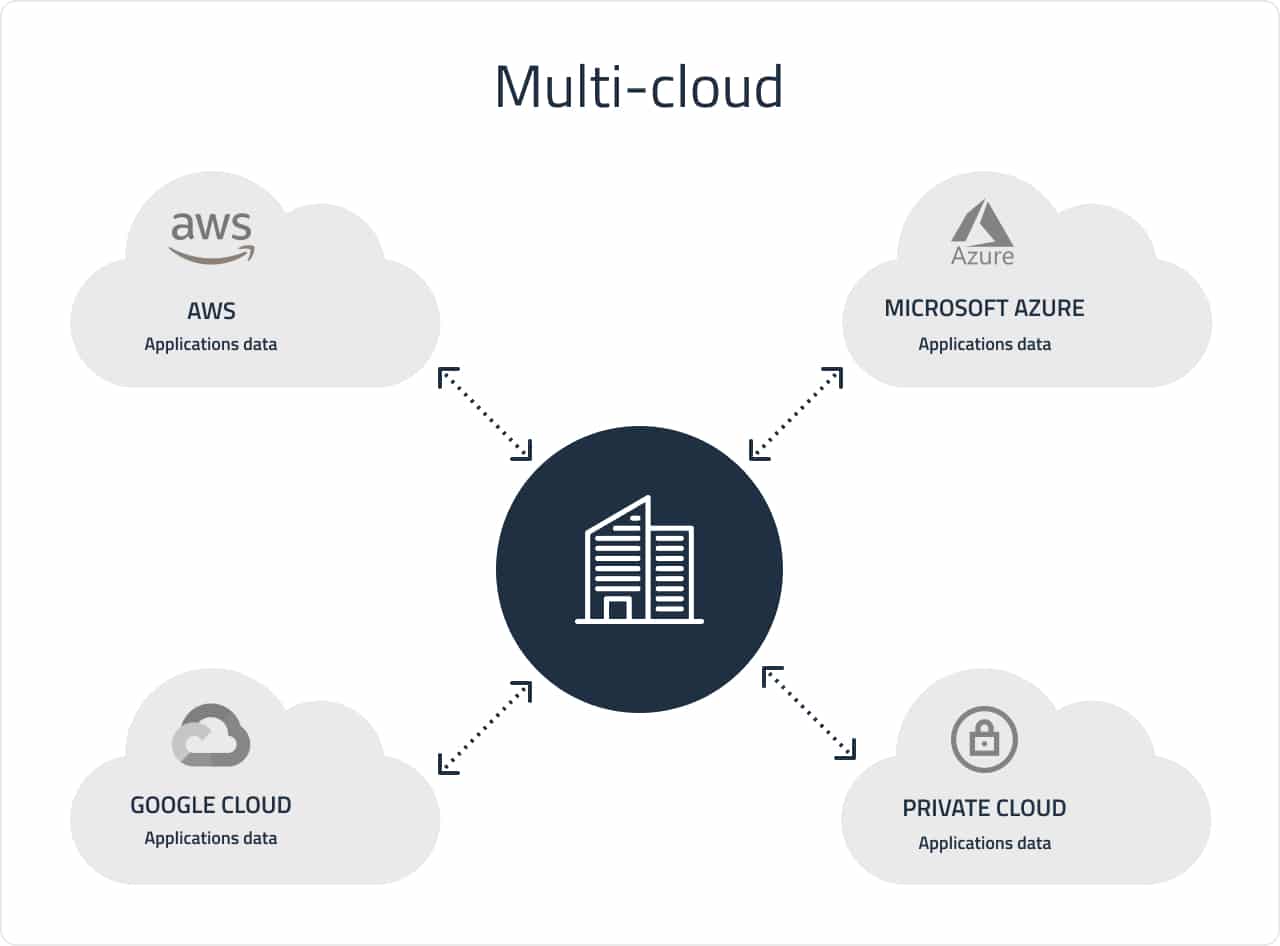 Multi-cloud
aws
AWS
Applications data
Azure
MICROSOFT AZURE
Applications data
GOOGLE CLOUD
Applications data
PRIVATE CLOUD
Applications data